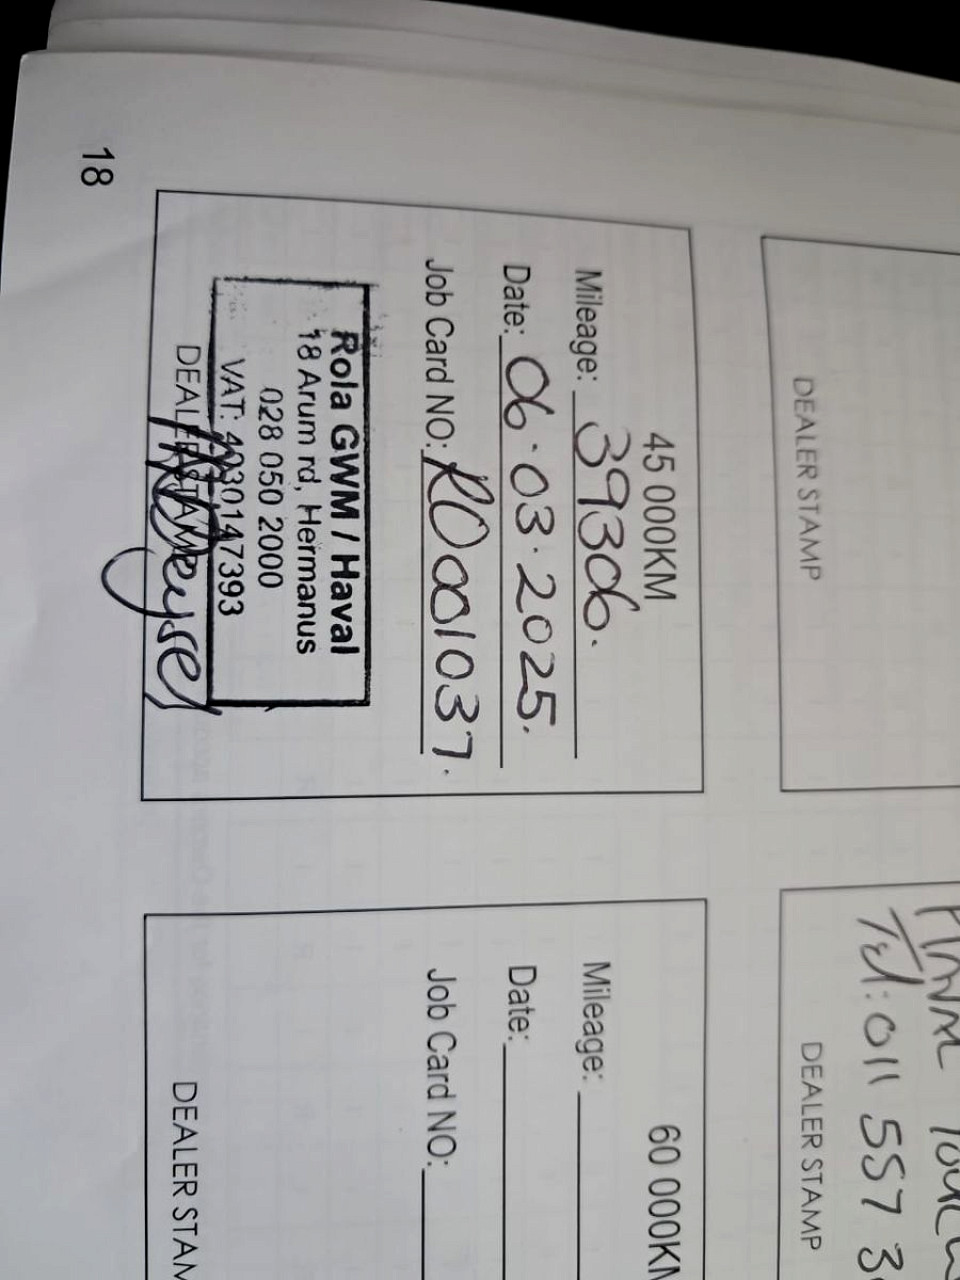 DEALER STAMP
Tel: 011 557 3
DEALER STAMP
45 000KM
Mileage: 39306.
Date: 06.03.2025.
Job Card NO: R0001037.
Rola GWM / Haval
18 Arum rd, Hermanus
028 050 2000
VAT: 4230147393
DEALER STAMP
60 000KM
Mileage:
Date:
Job Card NO:
DEALER STAM
18